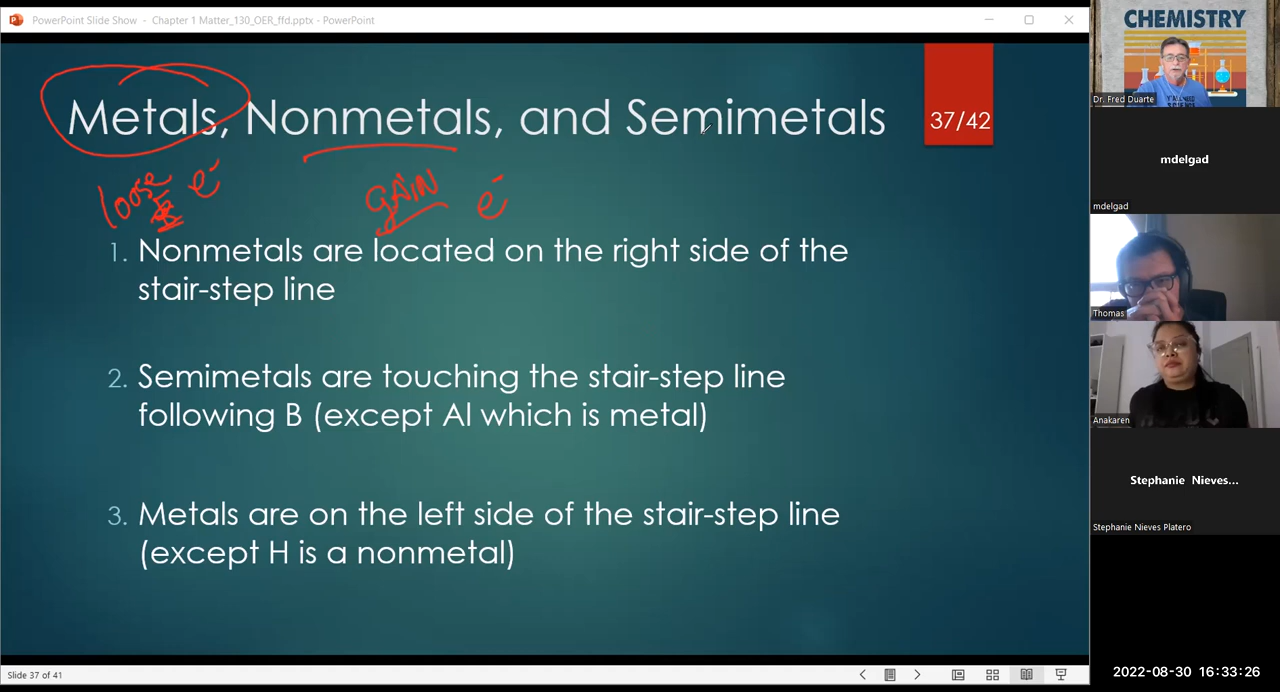 PowerPoint Slide Show - Chapter 1 Matter_130_OER_ffd.pptx - PowerPoint
Metals, Nonmetals, and Semimetals
37/42
loose e-
GAIN e-
1. Nonmetals are located on the right side of the
stair-step line
2. Semimetals are touching the stair-step line
following B (except Al which is metal)
3. Metals are on the left side of the stair-step line
(except H is a nonmetal)
Slide 37 of 41
CHEMISTRY
Dr. Fred Duarte
mdelgad
mdelgad
Thomas
Anakaren
Stephanie Nieves...
Stephanie Nieves Platero
2022-08-30 16:33:26